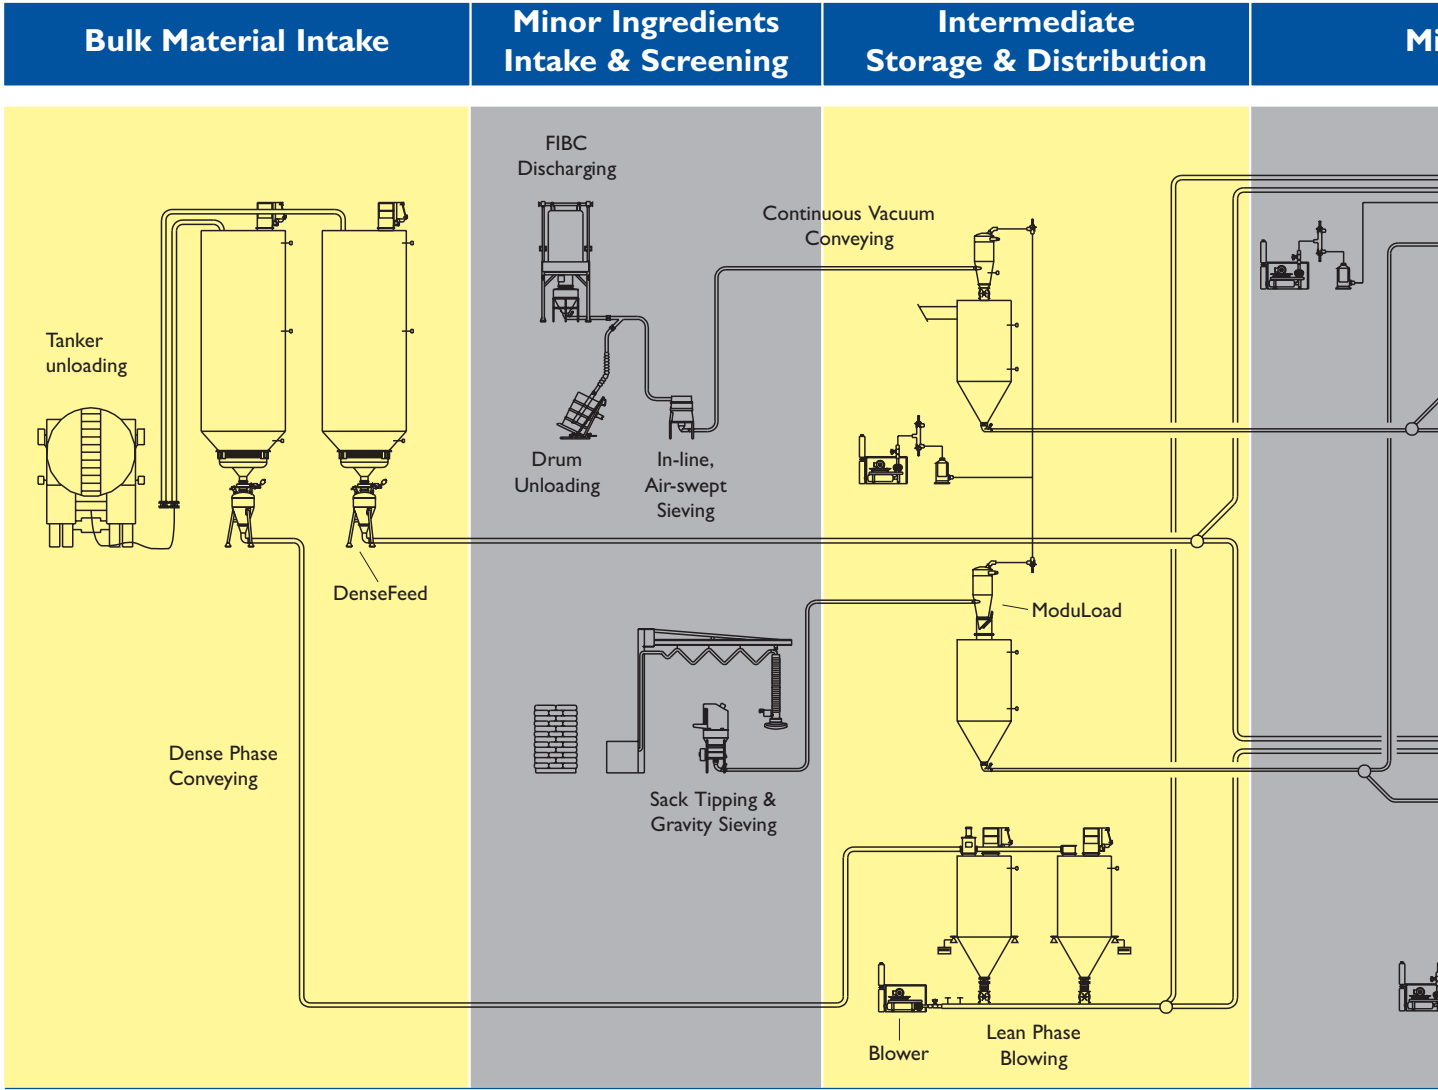 Bulk Material Intake
Minor Ingredients
Intake & Screening
Intermediate
Storage & Distribution
FIBC
Discharging
Continuous Vacuum
Conveying
Tanker
unloading
Drum
Unloading
In-line,
Air-swept
Sieving
DenseFeed
ModuLoad
Dense Phase
Conveying
Sack Tipping &
Gravity Sieving
Lean Phase
Blowing
Blower